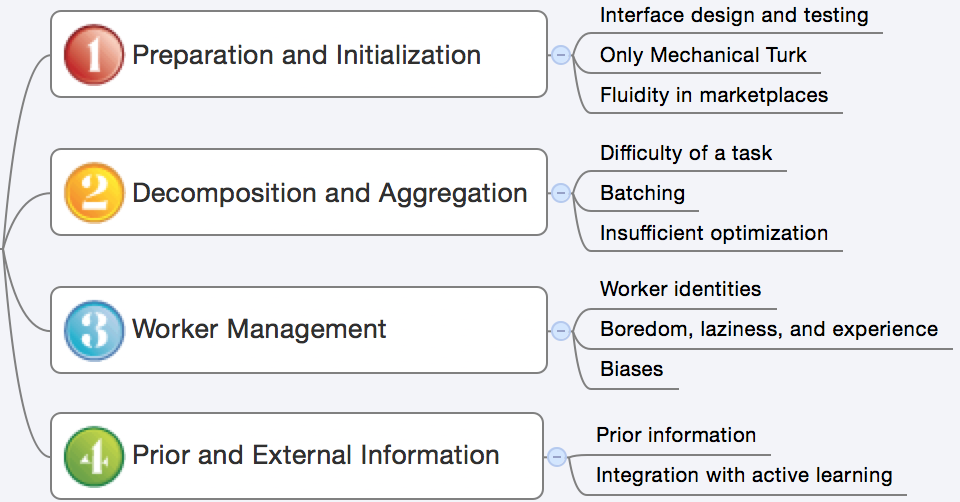 1 Preparation and Initialization
Interface design and testing
Only Mechanical Turk
Fluidity in marketplaces
2 Decomposition and Aggregation
Difficulty of a task
Batching
Insufficient optimization
3 Worker Management
Worker identities
Boredom, laziness, and experience
Biases
4 Prior and External Information
Prior information
Integration with active learning